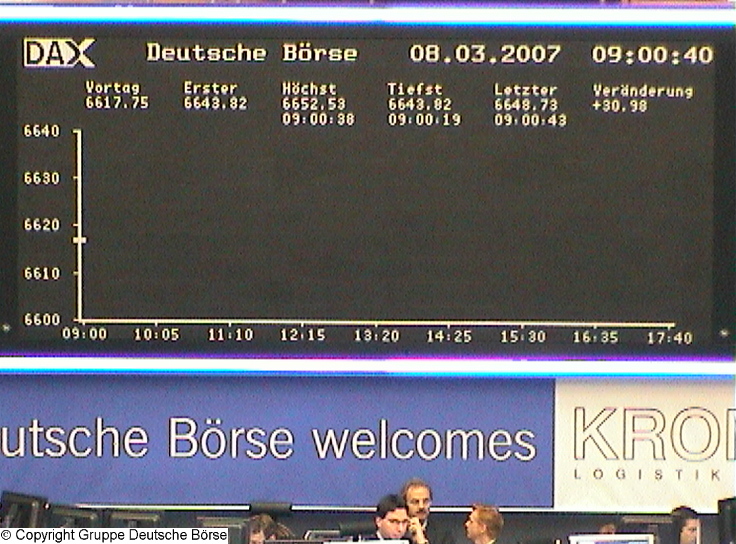 DAX Deutsche Börse 08.03.2007 09:00:40
Vortag Erster Höchst Tiefst Letzter Veränderung
6617.75 6643.82 6652.53 6643.82 6648.73 +30.98
09:00:38 09:00:19 09:00:43
6640
6630
6620
6610
6600
09:00 10:05 11:10 12:15 13:20 14:25 15:30 16:35 17:40
utsche Börse welcomes
KRO
LOGISTIK
© Copyright Gruppe Deutsche Börse